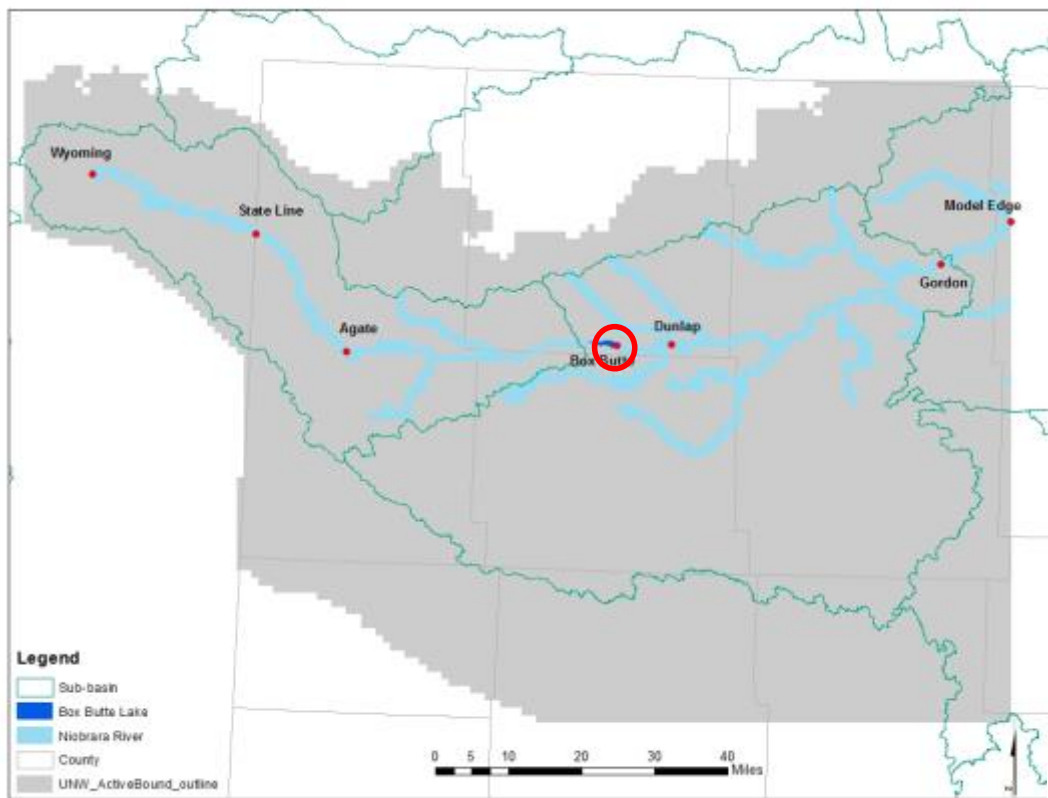 Wyoming
State Line
Model Edge
Gordon
Agate
Dunlap
Box Butte
Legend
Sub-basin
Box Butte Lake
Niobrara River
County
UNW_ActiveBound_outline
0 5 10 20 30 40
Miles